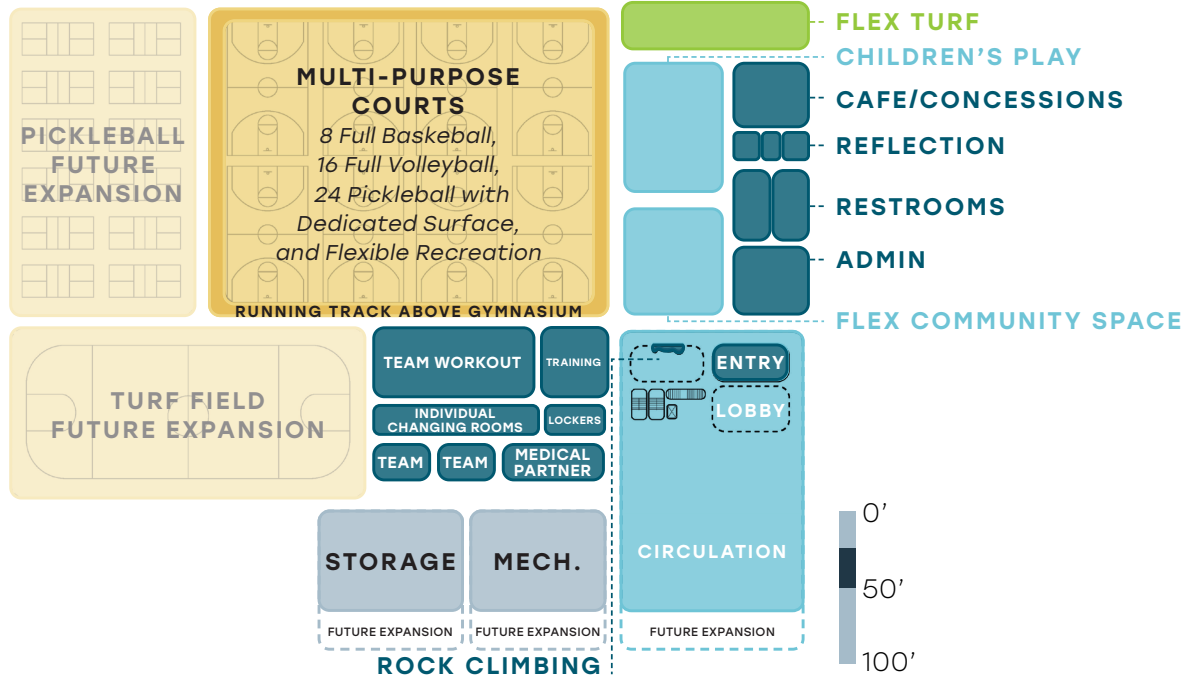 FLEX TURF
CHILDREN'S PLAY
CAFE/CONCESSIONS
REFLECTION
RESTROOMS
ADMIN
FLEX COMMUNITY SPACE
PICKLEBALL
FUTURE
EXPANSION
MULTI-PURPOSE
COURTS
8 Full Baskeball,
16 Full Volleyball,
24 Pickleball with
Dedicated Surface,
and Flexible Recreation
RUNNING TRACK ABOVE GYMNASIUM
TURF FIELD
FUTURE EXPANSION
TEAM WORKOUT
TRAINING
INDIVIDUAL
CHANGING ROOMS
LOCKERS
TEAM
TEAM
MEDICAL
PARTNER
ENTRY
LOBBY
CIRCULATION
STORAGE
MECH.
FUTURE EXPANSION
FUTURE EXPANSION
FUTURE EXPANSION
ROCK CLIMBING
0'
50'
100'